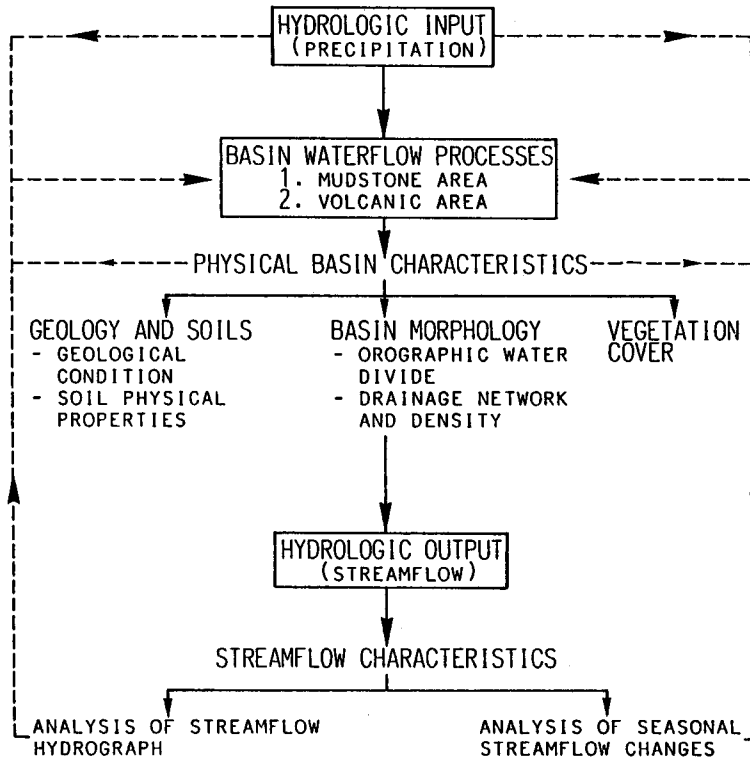 HYDROLOGIC INPUT
(PRECIPITATION)
BASIN WATERFLOW PROCESSES
1. MUDSTONE AREA
2. VOLCANIC AREA
PHYSICAL BASIN CHARACTERISTICS
GEOLOGY AND SOILS
- GEOLOGICAL
CONDITION
- SOIL PHYSICAL
PROPERTIES
BASIN MORPHOLOGY
- OROGRAPHIC WATER
DIVIDE
- DRAINAGE NETWORK
AND DENSITY
VEGETATION
COVER
HYDROLOGIC OUTPUT
(STREAMFLOW)
STREAMFLOW CHARACTERISTICS
ANALYSIS OF STREAMFLOW
HYDROGRAPH
ANALYSIS OF SEASONAL
STREAMFLOW CHANGES